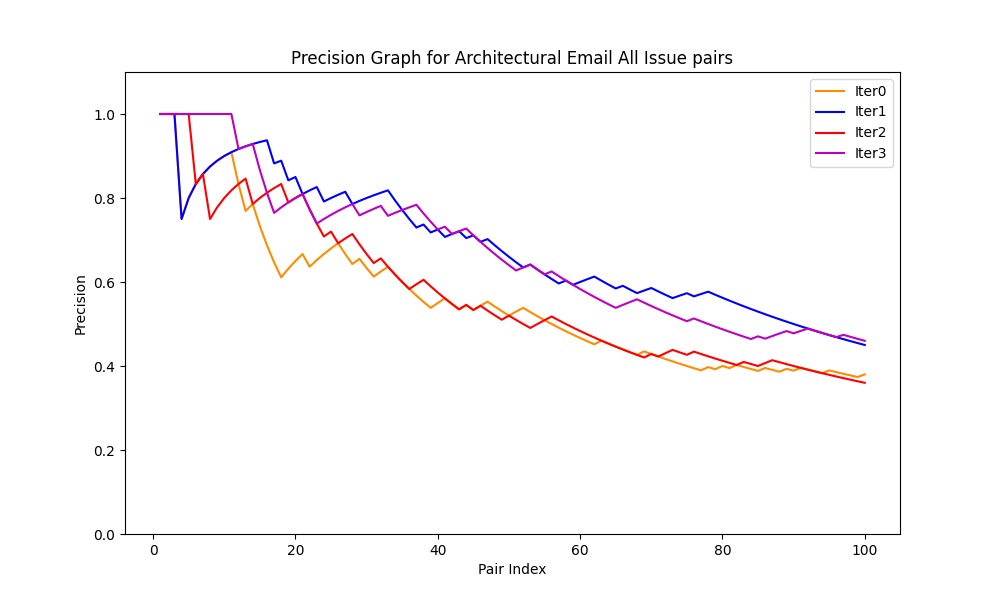 Precision Graph for Architectural Email All Issue pairs
Iter0
Iter1
Iter2
Iter3
1.0
0.8
0.6
0.4
0.2
0.0
Precision
0
20
40
60
80
100
Pair Index